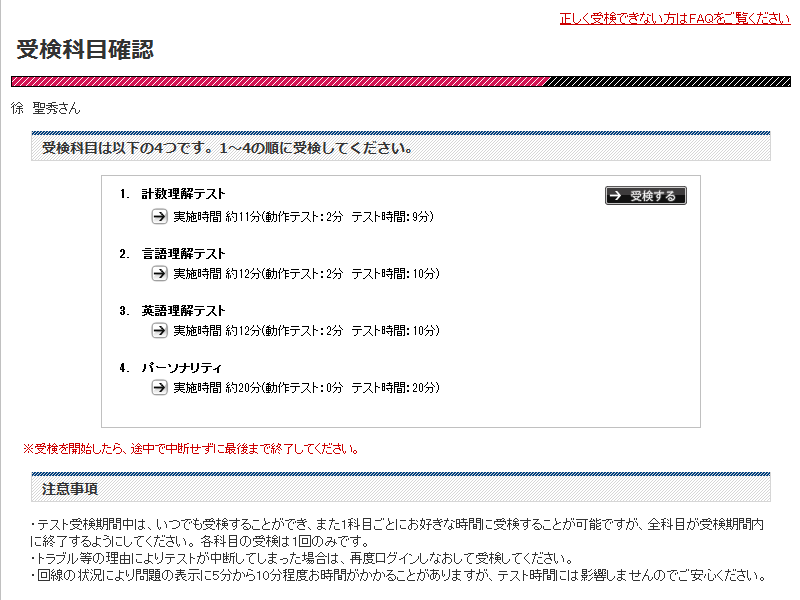 正しく受検できない方はFAQをご覧ください
受検科目確認
徐　聖秀さん
受検科目は以下の4つです。1～4の順に受検してください。
1. 計数理解テスト
受検する
実施時間 約11分(動作テスト：2分　テスト時間：9分)
2. 言語理解テスト
実施時間 約12分(動作テスト：2分　テスト時間：10分)
3. 英語理解テスト
実施時間 約12分(動作テスト：2分　テスト時間：10分)
4. パーソナリティ
実施時間 約20分(動作テスト：0分　テスト時間：20分)
※受検を開始したら、途中で中断せずに最後まで終了してください。
注意事項
・テスト受検期間中は、いつでも受検することができ、また1科目ごとにお好きな時間に受検することが可能ですが、全科目が受検期間内
に終了するようにしてください。各科目の受検は1回のみです。
・トラブル等の理由によりテストが中断してしまった場合は、再度ログインしなおして受検してください。
・回線の状況により問題の表示に5分から10分程度お時間がかかることがありますが、テスト時間には影響しませんのでご安心ください。